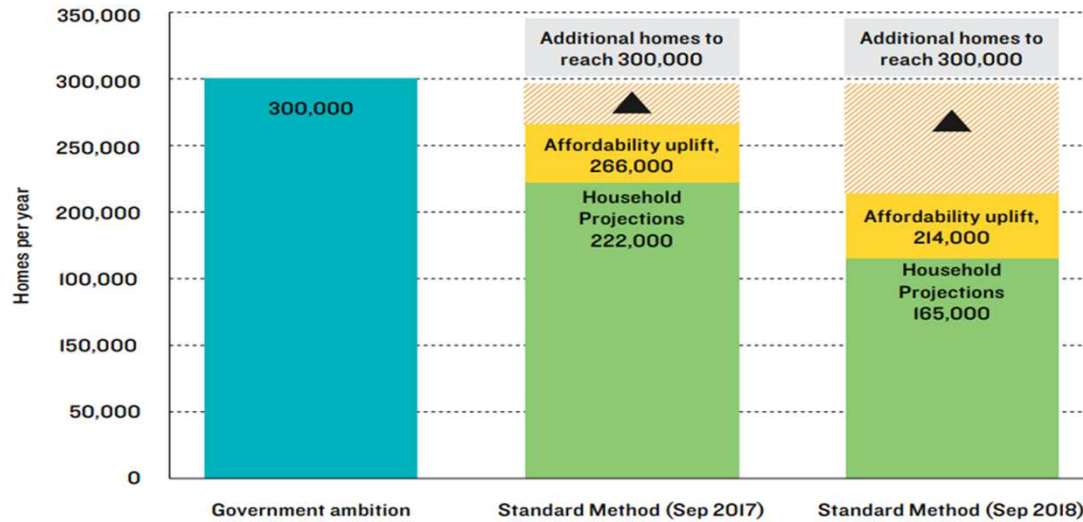 350,000
300,000
250,000
200,000
100,000
150,000
50,000
0
Homes per year
300,000
Additional homes to
reach 300,000
Affordability uplift,
266,000
Household
Projections
222,000
Additional homes to
reach 300,000
Affordability uplift,
214,000
Household
Projections
165,000
Government ambition
Standard Method (Sep 2017)
Standard Method (Sep 2018)